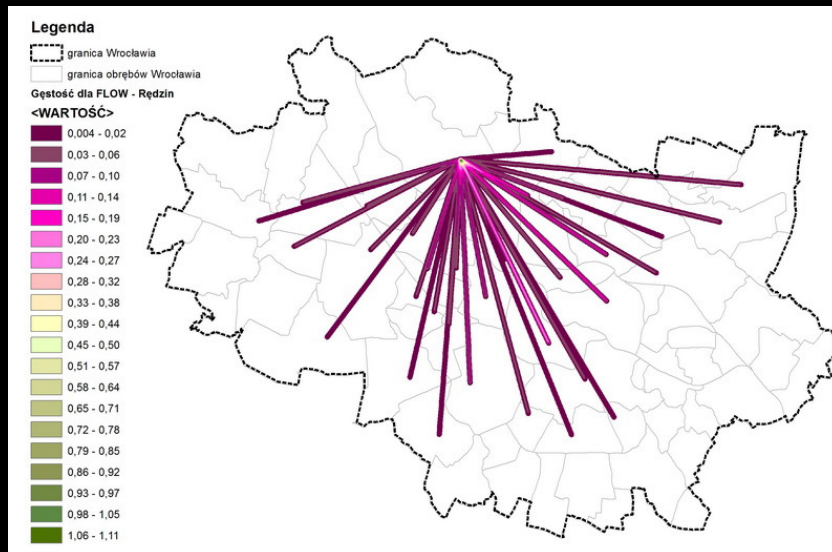 Legenda
granica Wrocławia
granica obrębów Wrocławia
Gęstość dla FLOW - Rędzin
<WARTOŚĆ>
0,004 - 0,02
0,03 - 0,06
0,07 - 0,10
0,11 - 0,14
0,15 - 0,19
0,20 - 0,23
0,24 - 0,27
0,28 - 0,32
0,33 - 0,38
0,39 - 0,44
0,45 - 0,50
0,51 - 0,57
0,58 - 0,64
0,65 - 0,71
0,72 - 0,78
0,79 - 0,85
0,86 - 0,92
0,93 - 0,97
0,98 - 1,05
1,06 - 1,11